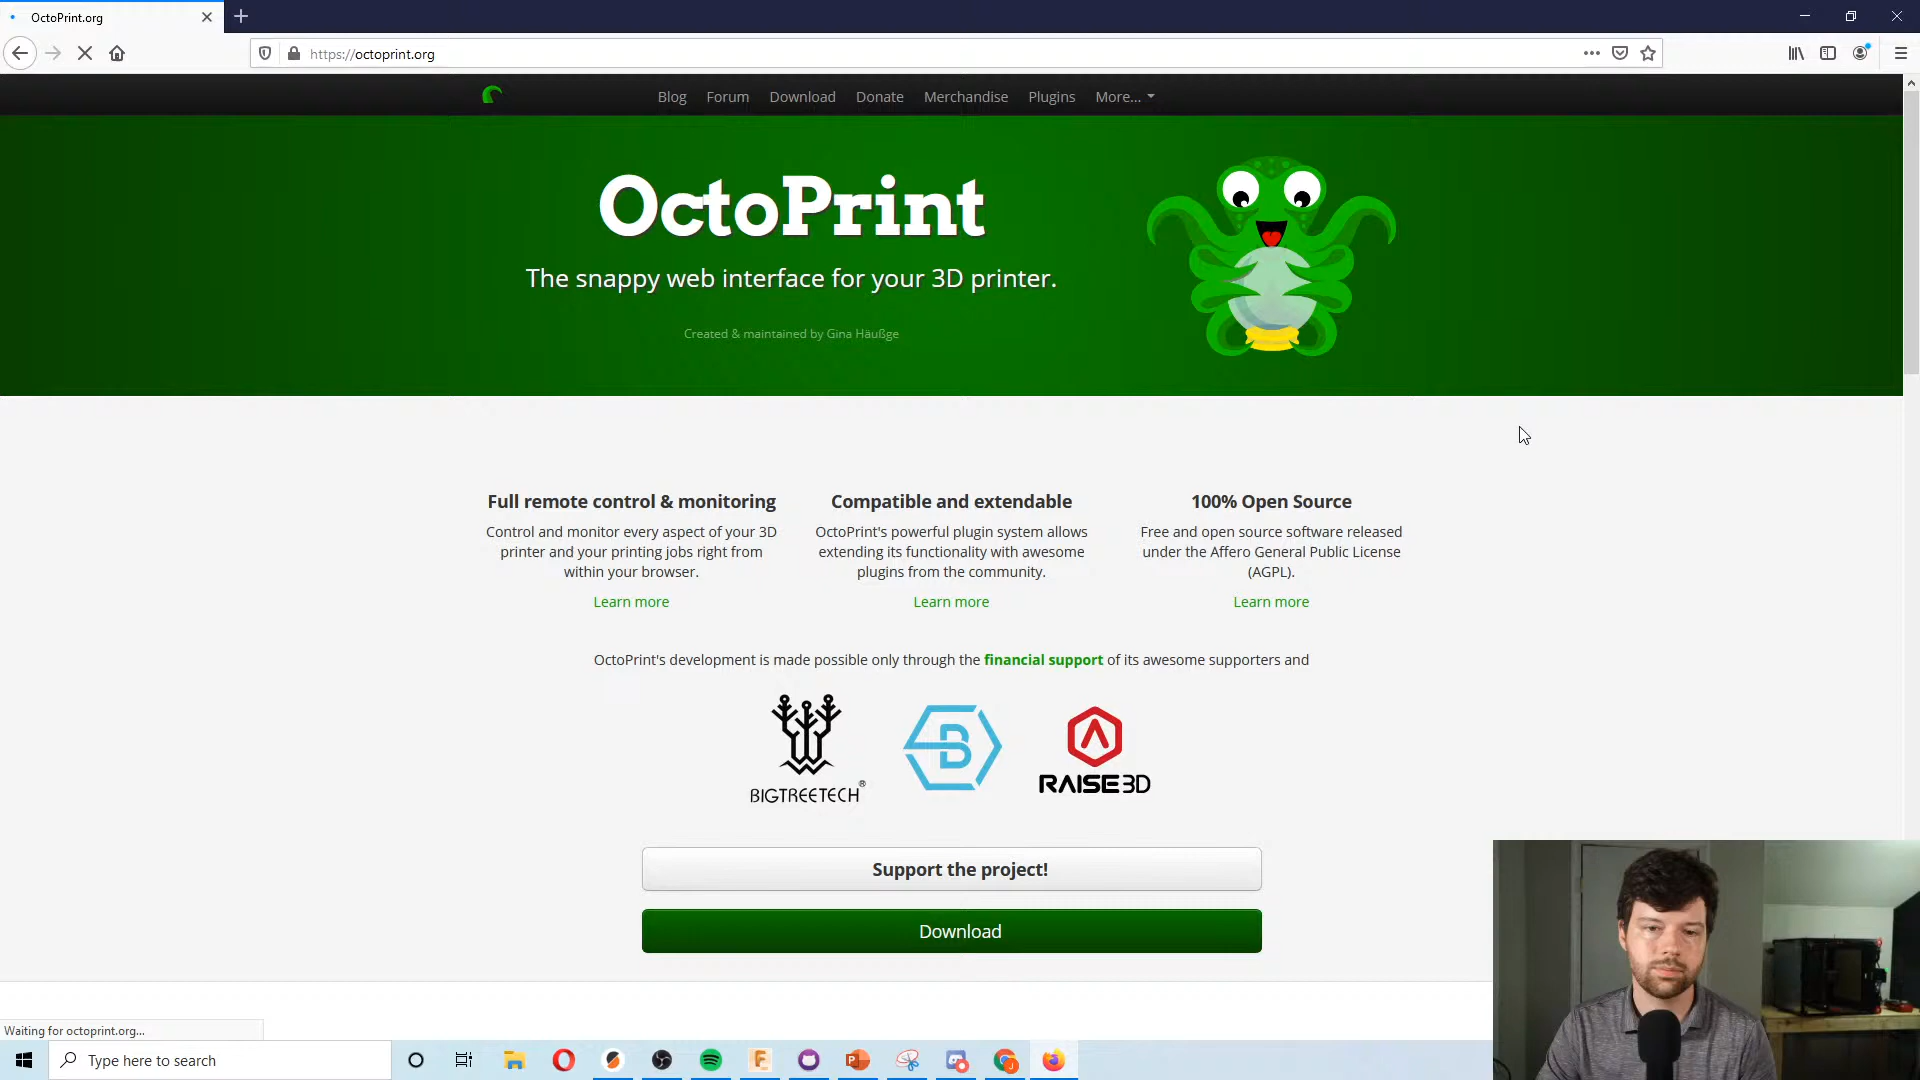 OctoPrint.org
https://octoprint.org
Blog Forum Download Donate Merchandise Plugins More...
OctoPrint
The snappy web interface for your 3D printer.
Created & maintained by Gina Häußge
Full remote control & monitoring
Control and monitor every aspect of your 3D
printer and your printing jobs right from
within your browser.
Learn more
Compatible and extendable
OctoPrint's powerful plugin system allows
extending its functionality with awesome
plugins from the community.
Learn more
100% Open Source
Free and open source software released
under the Affero General Public License
(AGPL).
Learn more
OctoPrint's development is made possible only through the financial support of its awesome supporters and
BIGTREETECH®
B
RAISE3D
Support the project!
Download
Waiting for octoprint.org...
Type here to search